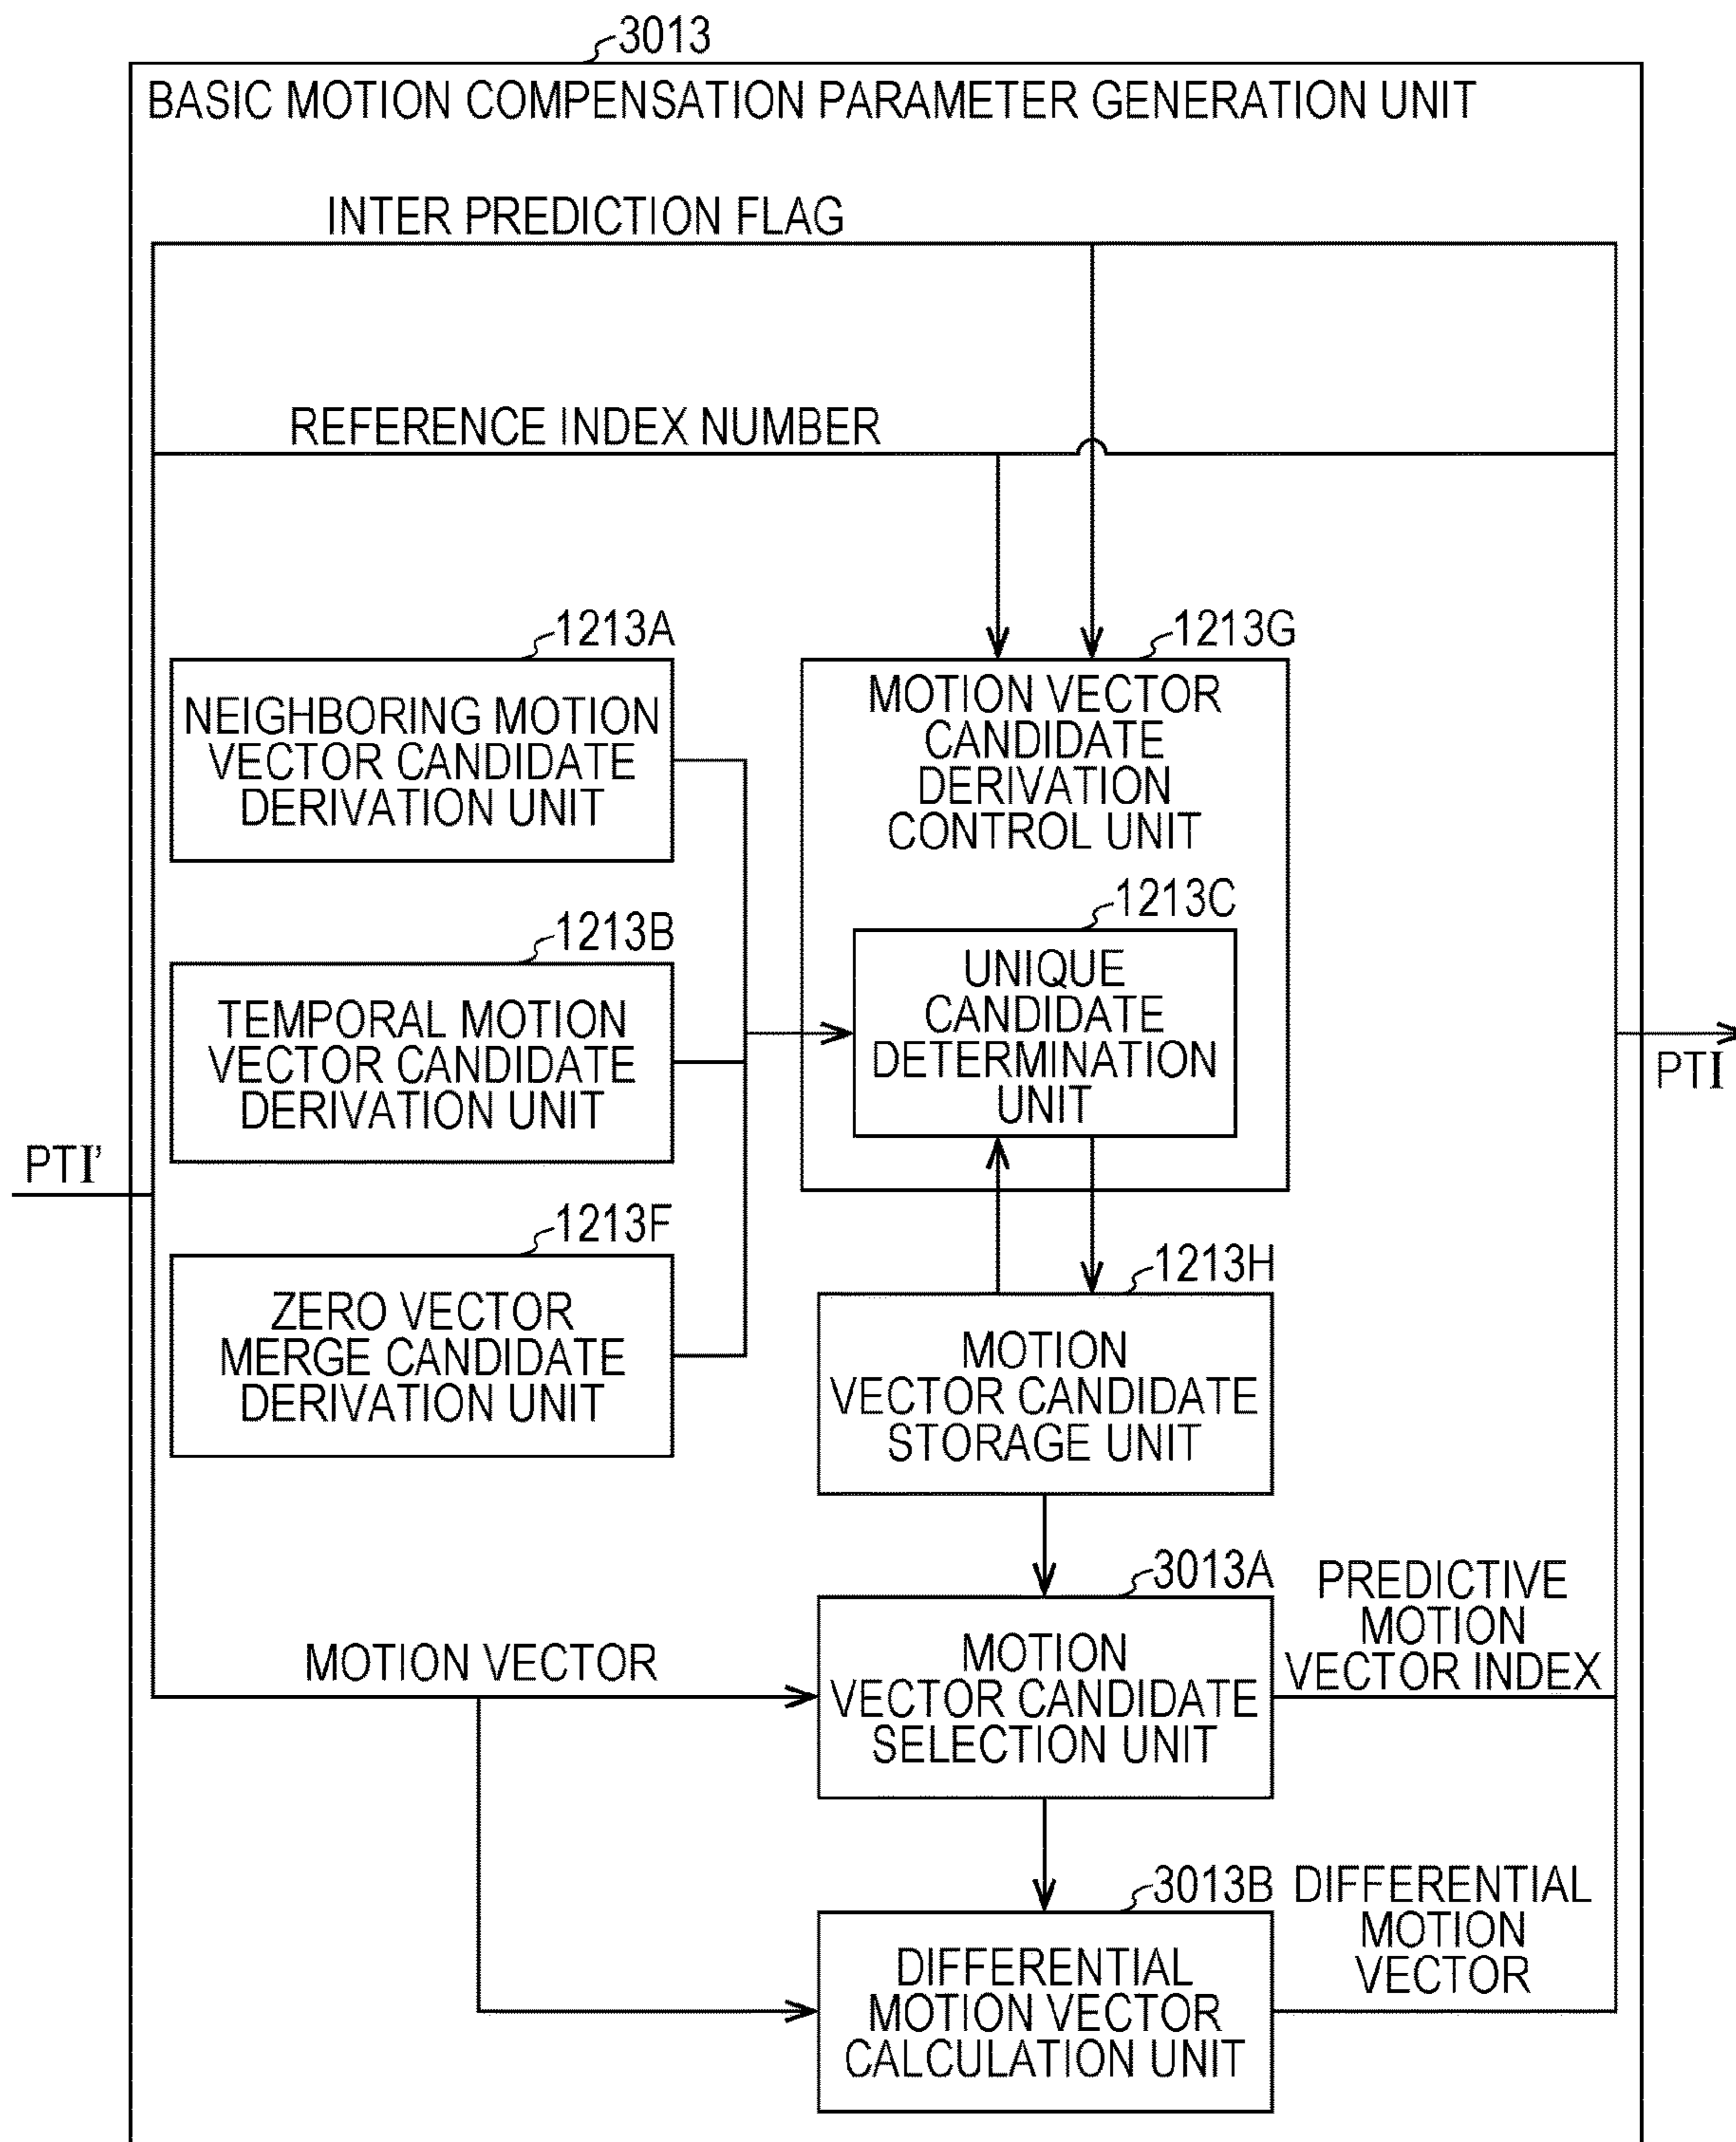 3013
BASIC MOTION COMPENSATION PARAMETER GENERATION UNIT
INTER PREDICTION FLAG
REFERENCE INDEX NUMBER
1213A
NEIGHBORING MOTION
VECTOR CANDIDATE
DERIVATION UNIT
1213G
MOTION VECTOR
CANDIDATE
DERIVATION
CONTROL UNIT
1213C
UNIQUE
CANDIDATE
DETERMINATION
UNIT
1213B
TEMPORAL MOTION
VECTOR CANDIDATE
DERIVATION UNIT
PTI
PTI'
1213F
ZERO VECTOR
MERGE CANDIDATE
DERIVATION UNIT
1213H
MOTION
VECTOR CANDIDATE
STORAGE UNIT
3013A
MOTION
VECTOR CANDIDATE
SELECTION UNIT
PREDICTIVE
MOTION
VECTOR INDEX
MOTION VECTOR
3013B
DIFFERENTIAL
MOTION VECTOR
CALCULATION UNIT
DIFFERENTIAL
MOTION
VECTOR